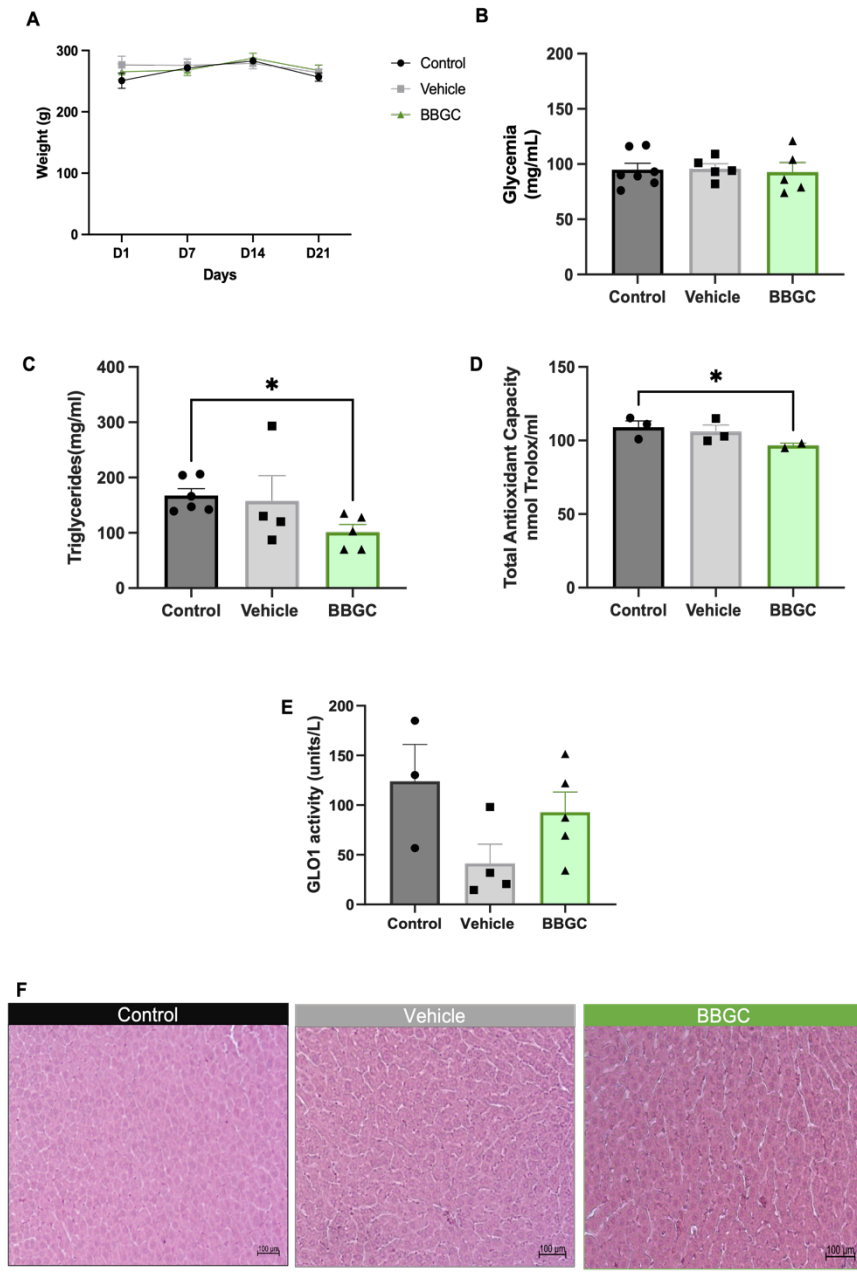 A
300
200
100
0
Weight (g)
D1 D7 D14 D21
Days
Control
Vehicle
BBGC
B
200
150
100
50
0
Glycemia
(mg/mL)
Control Vehicle BBGC
C
400
300
200
100
0
Triglycerides(mg/ml)
*
Control Vehicle BBGC
D
150
100
50
0
Total Antioxidant Capacity
nmol Trolox/ml
*
Control Vehicle BBGC
E
200
150
100
50
0
GLO1 activity (units/L)
Control Vehicle BBGC
F
Control Vehicle BBGC
100 µm 100 µm 100 µm